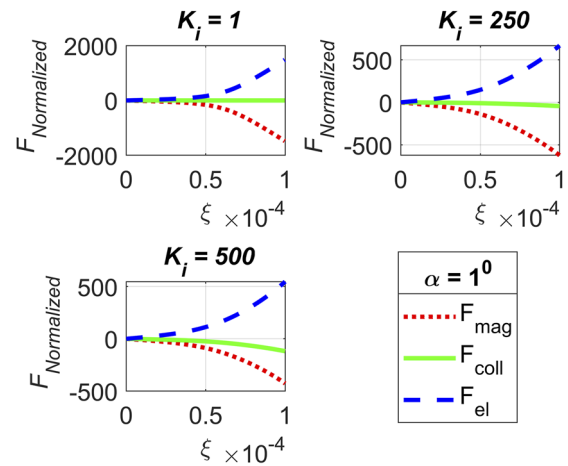 K_i = 1
2000
0
-2000
F_Normalized
0 0.5 1
ξ ×10^-4
K_i = 250
500
0
-500
F_Normalized
0 0.5 1
ξ ×10^-4
K_i = 500
500
0
-500
F_Normalized
0 0.5 1
ξ ×10^-4
α = 1^0
F_mag
F_coll
F_el